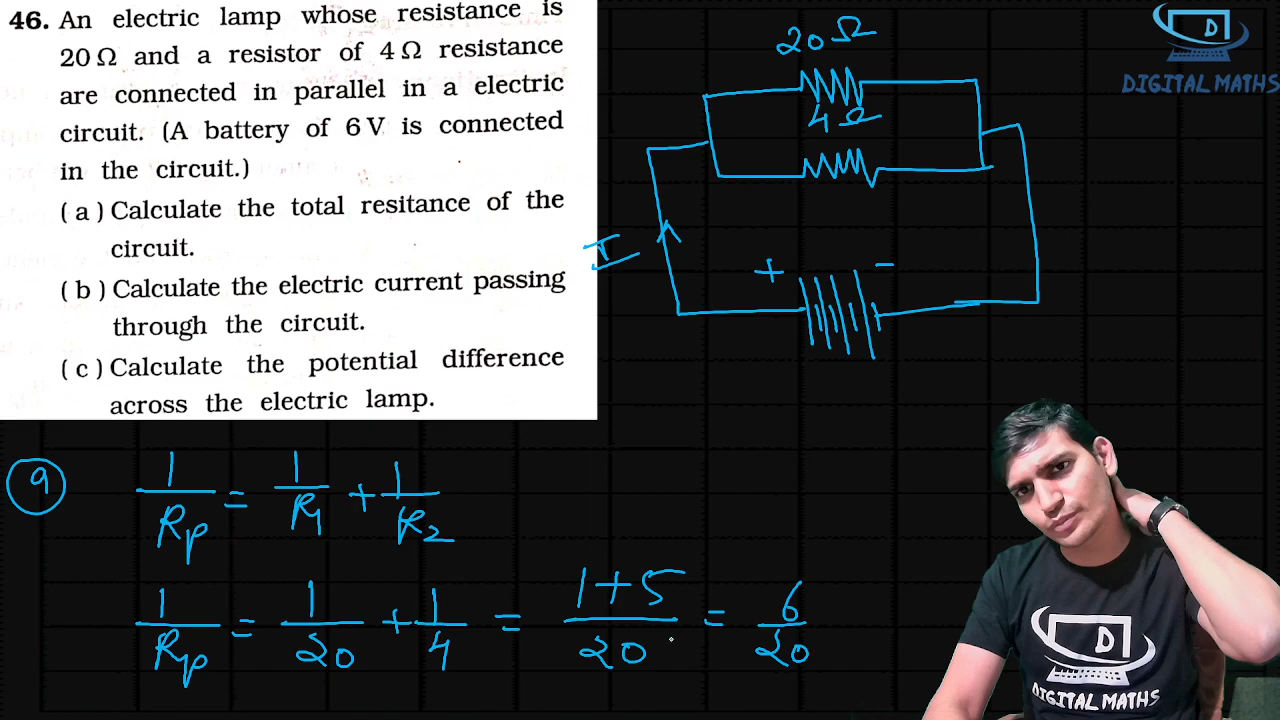 46. An electric lamp whose resistance is
20 Ω and a resistor of 4 Ω resistance
are connected in parallel in a electric
circuit. (A battery of 6 V is connected
in the circuit.)
( a ) Calculate the total resitance of the
circuit.
( b ) Calculate the electric current passing
through the circuit.
( c ) Calculate the potential difference
across the electric lamp.
20 Ω
4 Ω
I
+ −
D
DIGITAL MATHS
9
1/Rp = 1/R1 + 1/R2
1/Rp = 1/20 + 1/4 = 1+5/20 = 6/20
D
DIGITAL MATHS